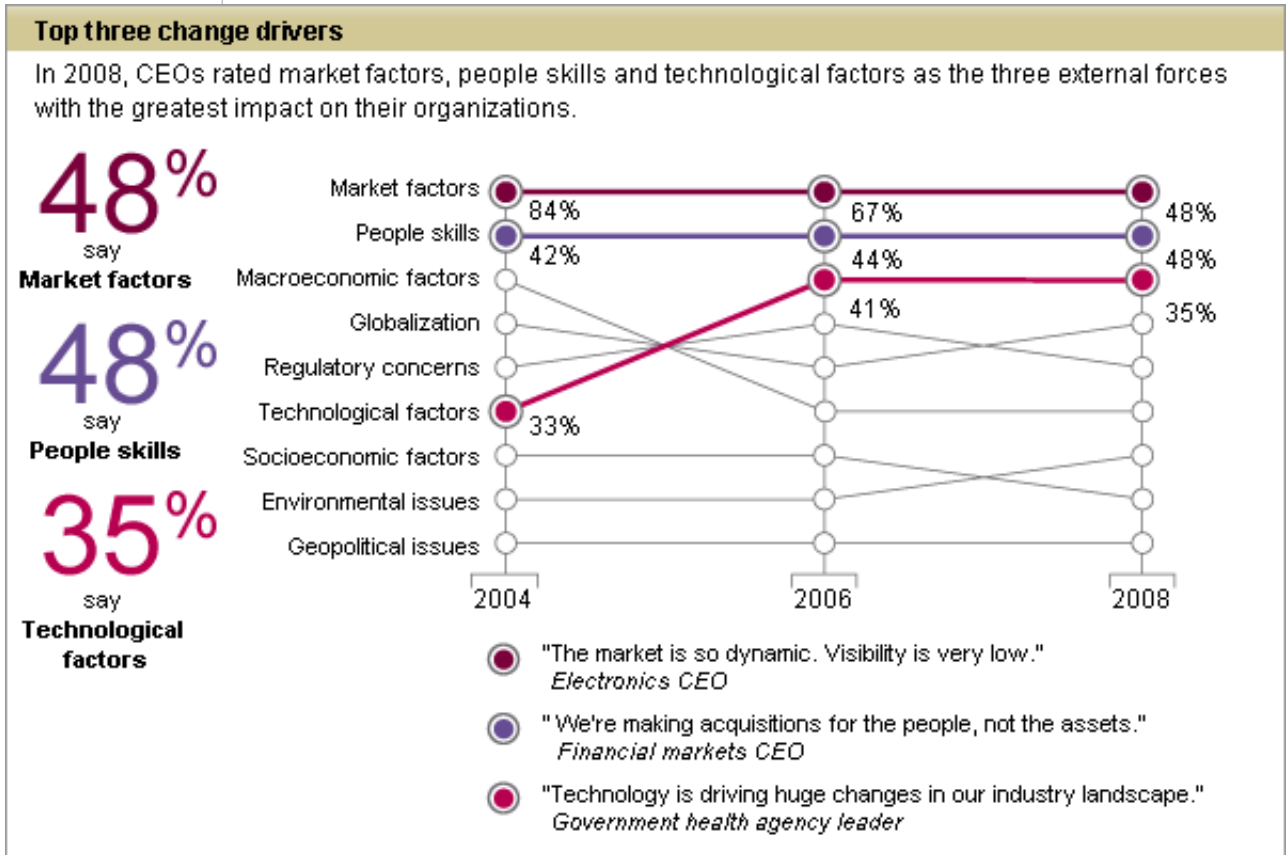 Top three change drivers
In 2008, CEOs rated market factors, people skills and technological factors as the three external forces
with the greatest impact on their organizations.
48%
say
Market factors
48%
say
People skills
35%
say
Technological
factors
Market factors
People skills
Macroeconomic factors
Globalization
Regulatory concerns
Technological factors
Socioeconomic factors
Environmental issues
Geopolitical issues
84% 67% 48%
42% 44% 48%
41% 35%
33%
2004 2006 2008
"The market is so dynamic. Visibility is very low."
Electronics CEO
" We're making acquisitions for the people, not the assets."
Financial markets CEO
"Technology is driving huge changes in our industry landscape."
Government health agency leader